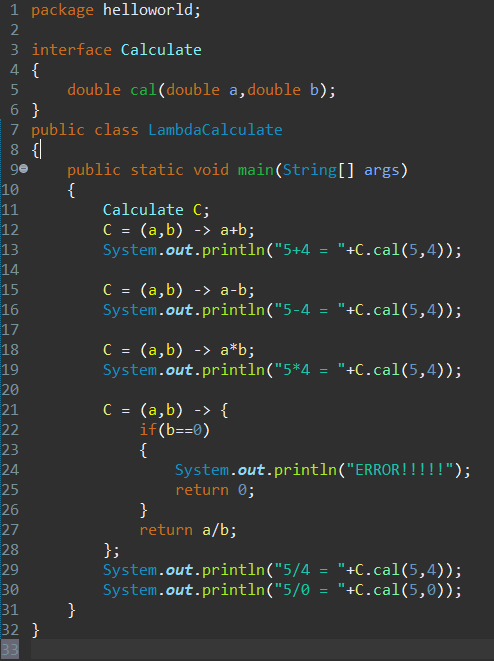 1 package helloworld;
2
3 interface Calculate
4 {
5     double cal(double a,double b);
6 }
7 public class LambdaCalculate
8 {
9     public static void main(String[] args)
10     {
11         Calculate C;
12         C = (a,b) -> a+b;
13         System.out.println("5+4 = "+C.cal(5,4));
14
15         C = (a,b) -> a-b;
16         System.out.println("5-4 = "+C.cal(5,4));
17
18         C = (a,b) -> a*b;
19         System.out.println("5*4 = "+C.cal(5,4));
20
21         C = (a,b) -> {
22             if(b==0)
23             {
24                 System.out.println("ERROR!!!!!");
25                 return 0;
26             }
27             return a/b;
28         };
29         System.out.println("5/4 = "+C.cal(5,4));
30         System.out.println("5/0 = "+C.cal(5,0));
31     }
32 }
33